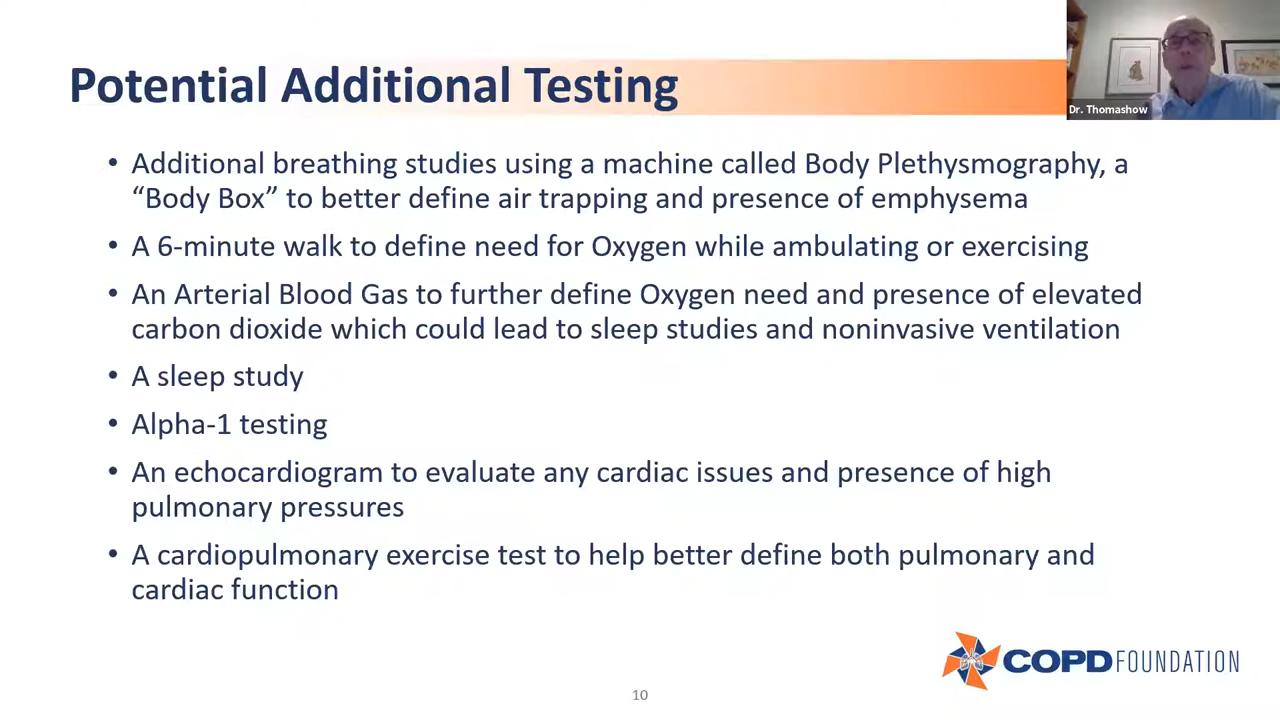 Potential Additional Testing
Dr. Thomashow
• Additional breathing studies using a machine called Body Plethysmography, a
“Body Box” to better define air trapping and presence of emphysema
• A 6-minute walk to define need for Oxygen while ambulating or exercising
• An Arterial Blood Gas to further define Oxygen need and presence of elevated
carbon dioxide which could lead to sleep studies and noninvasive ventilation
• A sleep study
• Alpha-1 testing
• An echocardiogram to evaluate any cardiac issues and presence of high
pulmonary pressures
• A cardiopulmonary exercise test to help better define both pulmonary and
cardiac function
COPD FOUNDATION
10